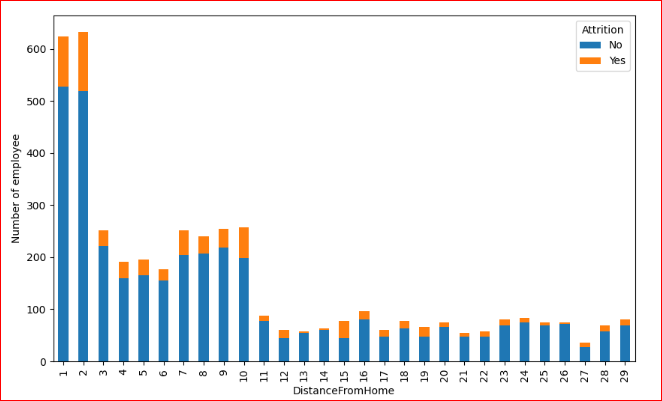 Attrition
No
Yes
600
500
400
300
200
100
0
Number of employee
1 2 3 4 5 6 7 8 9 10 11 12 13 14 15 16 17 18 19 20 21 22 23 24 25 26 27 28 29
DistanceFromHome